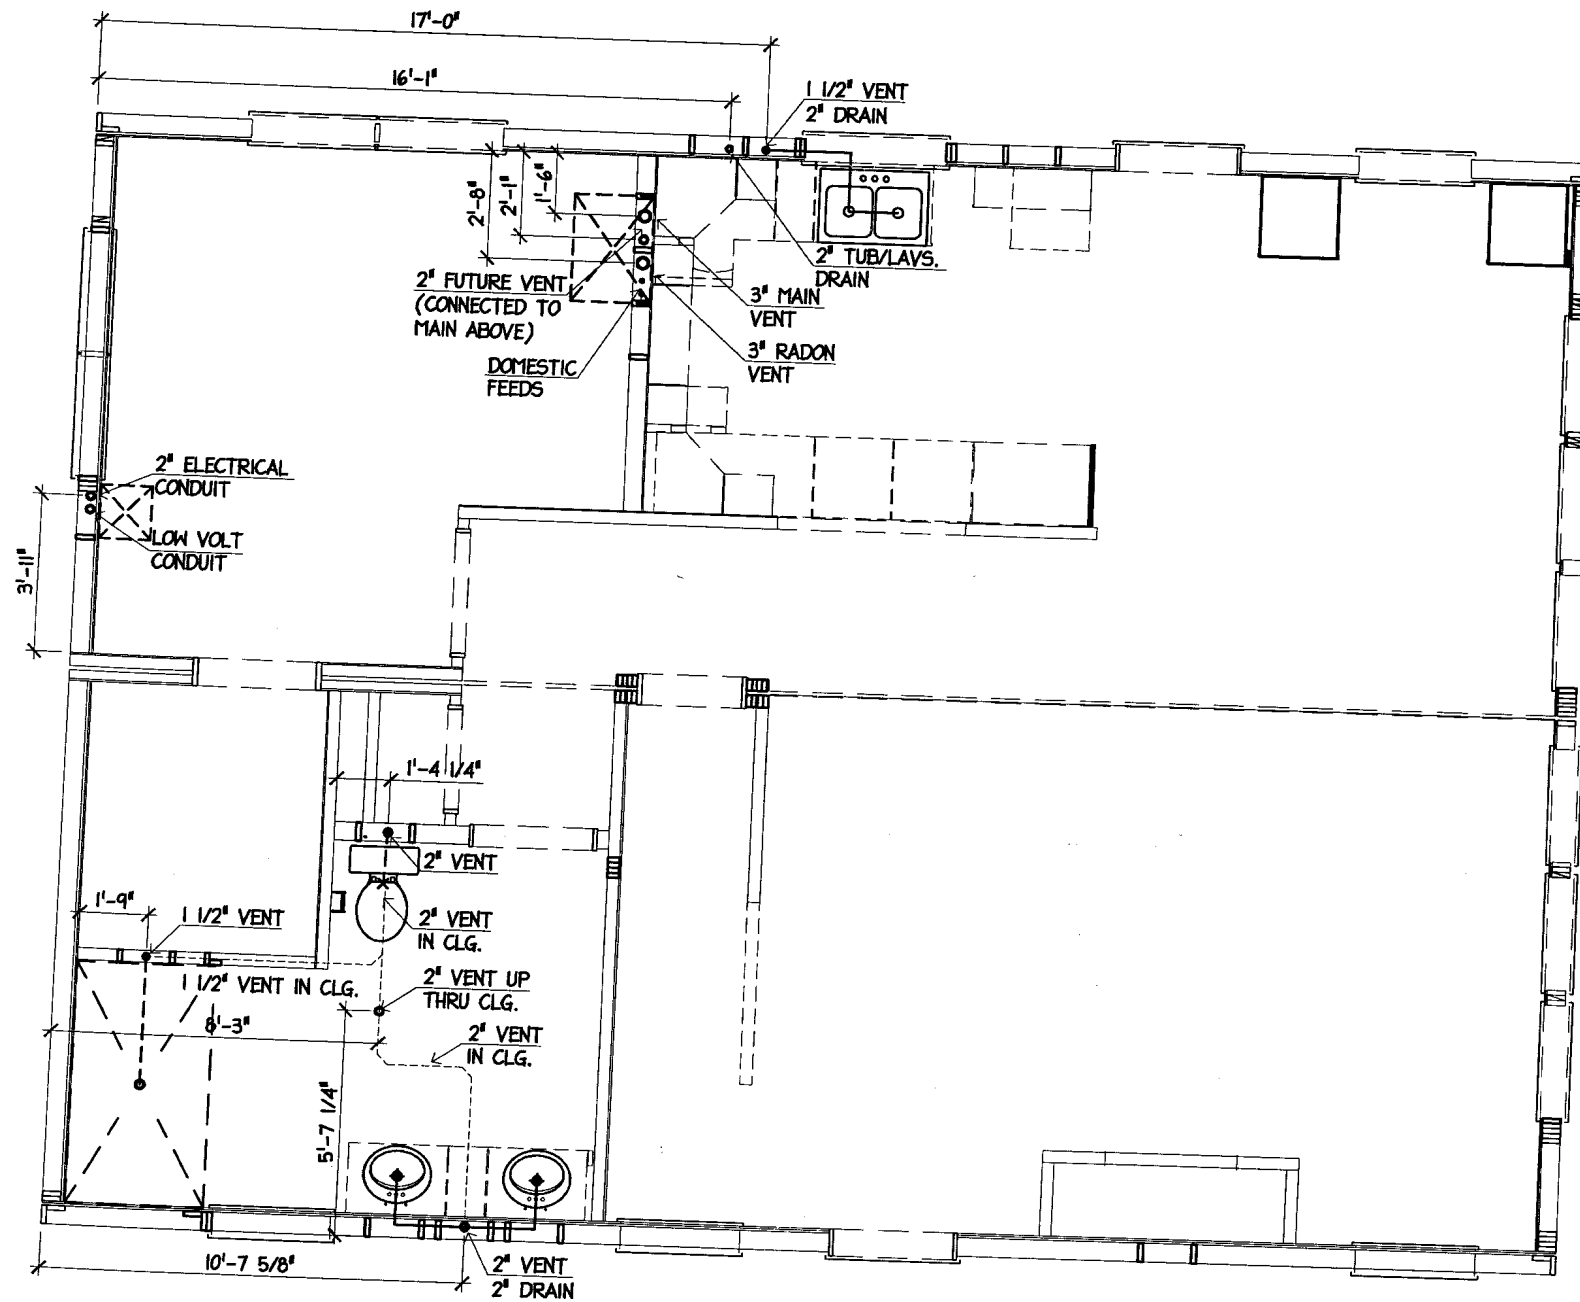 17'-0"
16'-1"
1 1/2" VENT
2" DRAIN
1'-6"
2'-1"
2'-8"
2" TUB/LAVS.
DRAIN
2" FUTURE VENT
(CONNECTED TO
MAIN ABOVE)
3" MAIN
VENT
3" RADON
VENT
DOMESTIC
FEEDS
2" ELECTRICAL
CONDUIT
LOW VOLT
CONDUIT
3'-11"
1'-4 1/4"
2" VENT
1'-9"
1 1/2" VENT
2" VENT
IN CLG.
1 1/2" VENT IN CLG.
2" VENT UP
THRU CLG.
8'-3"
2" VENT
IN CLG.
5'-7 1/4"
10'-7 5/8"
2" VENT
2" DRAIN